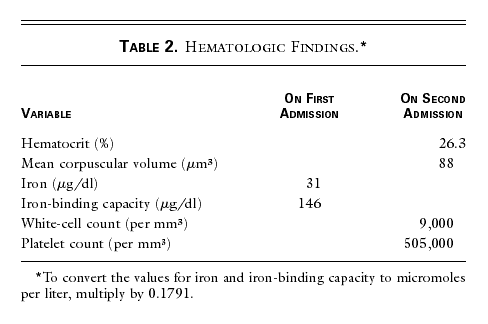 TABLE 2. HEMATOLOGIC FINDINGS.*
VARIABLE ON FIRST ADMISSION ON SECOND ADMISSION
Hematocrit (%) 26.3
Mean corpuscular volume (μm³) 88
Iron (μg/dl) 31
Iron-binding capacity (μg/dl) 146
White-cell count (per mm³) 9,000
Platelet count (per mm³) 505,000
*To convert the values for iron and iron-binding capacity to micromoles
per liter, multiply by 0.1791.